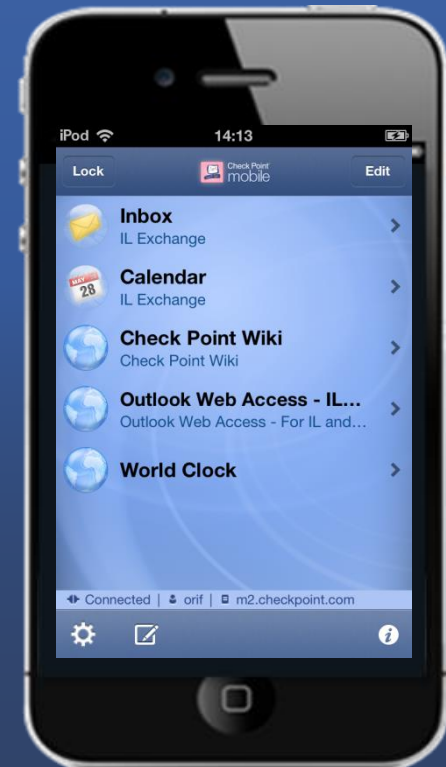 iPod 14:13
Lock Check Point mobile Edit
Inbox
IL Exchange
MAY 28 Calendar
IL Exchange
Check Point Wiki
Check Point Wiki
Outlook Web Access - IL...
Outlook Web Access - For IL and...
World Clock
Connected | orif | m2.checkpoint.com